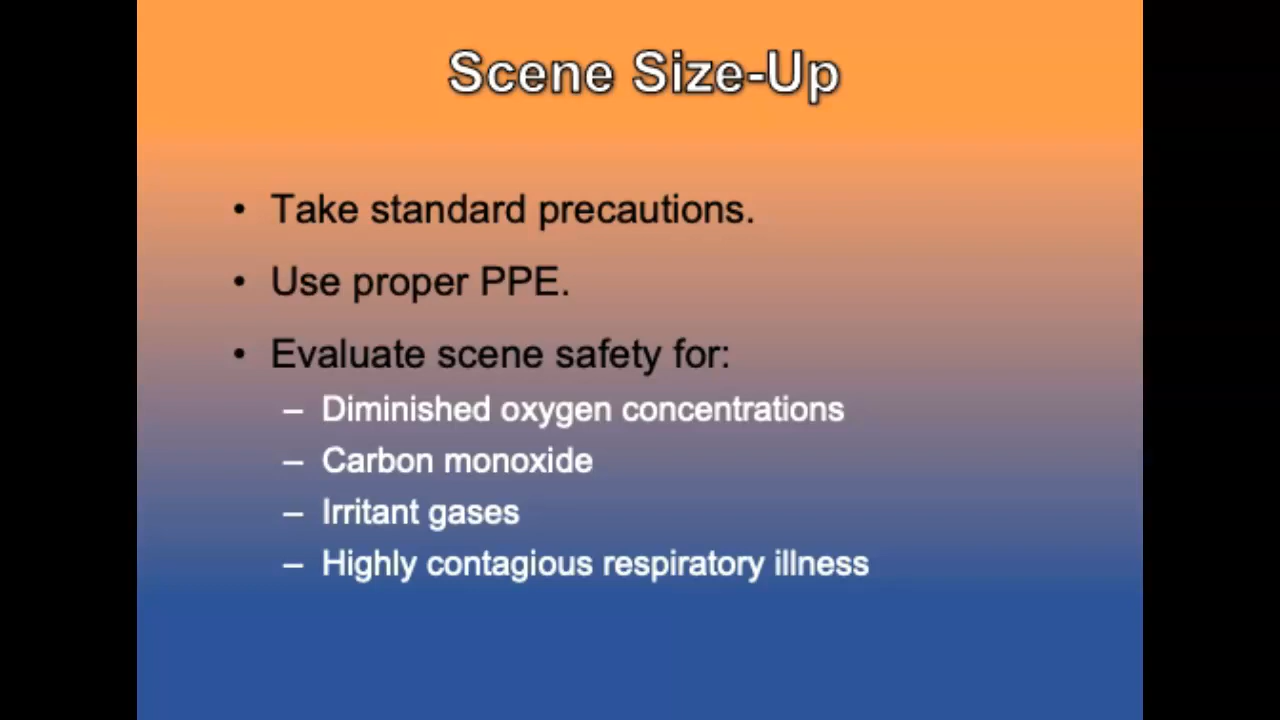 Scene Size-Up
• Take standard precautions.
• Use proper PPE.
• Evaluate scene safety for:
– Diminished oxygen concentrations
– Carbon monoxide
– Irritant gases
– Highly contagious respiratory illness